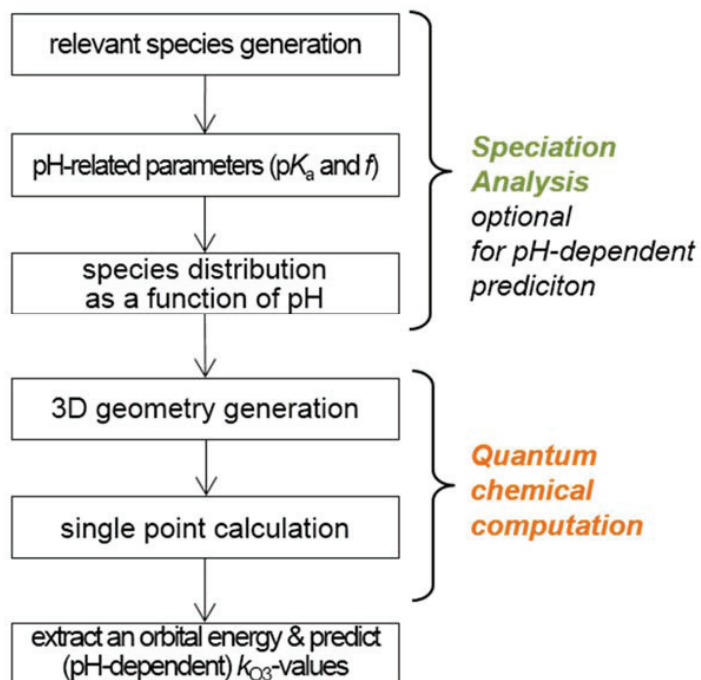 relevant species generation
pH-related parameters (pKa and f)
Speciation
Analysis
optional
for pH-dependent
prediciton
species distribution
as a function of pH
3D geometry generation
single point calculation
Quantum
chemical
computation
extract an orbital energy & predict
(pH-dependent) kO3-values